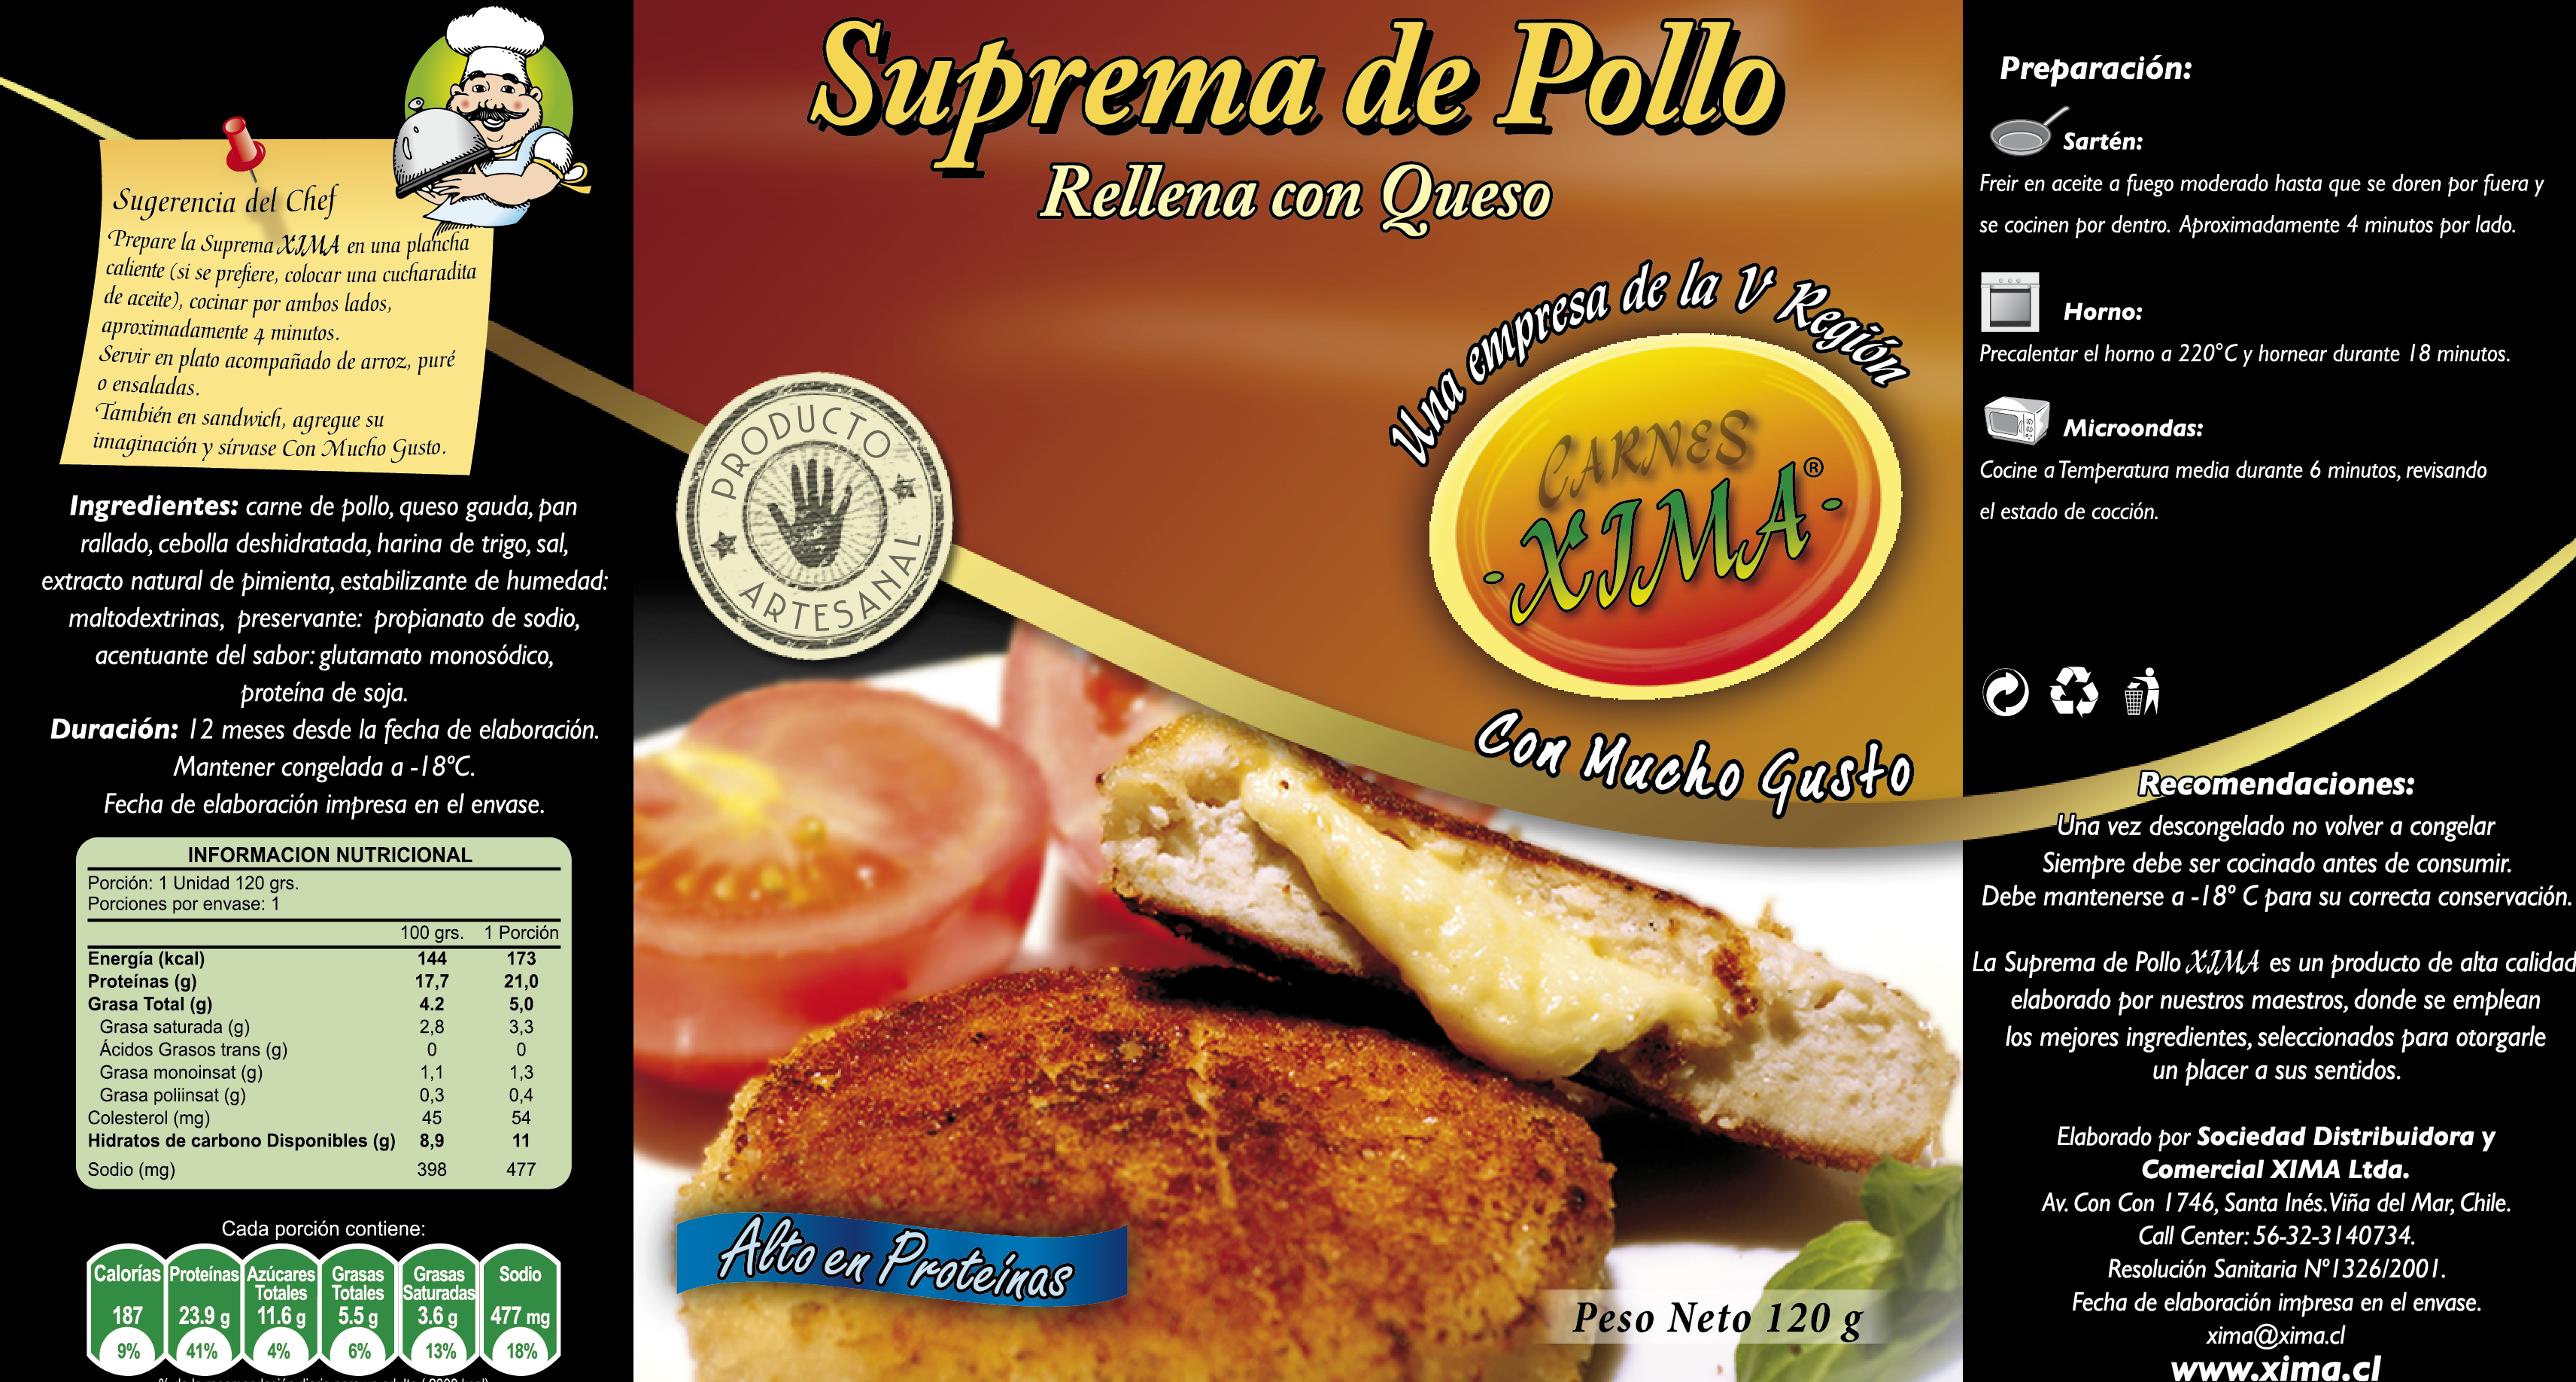 Sugerencia del Chef
Prepare la Suprema XIMA en una plancha
caliente (si se prefiere, colocar una cucharadita
de aceite), cocinar por ambos lados,
aproximadamente 4 minutos.
Servir en plato acompañado de arroz, puré
o ensaladas.
También en sandwich, agregue su
imaginación y sírvase Con Mucho Gusto.
Ingredientes: carne de pollo, queso gauda, pan
rallado, cebolla deshidratada, harina de trigo, sal,
extracto natural de pimienta, estabilizante de humedad:
maltodextrinas, preservante: propianato de sodio,
acentuante del sabor: glutamato monosódico,
proteína de soja.
Duración: 12 meses desde la fecha de elaboración.
Mantener congelada a -18ºC.
Fecha de elaboración impresa en el envase.
INFORMACION NUTRICIONAL
Porción: 1 Unidad 120 grs.
Porciones por envase: 1
100 grs. 1 Porción
Energía (kcal) 144 173
Proteínas (g) 17,7 21,0
Grasa Total (g) 4.2 5,0
Grasa saturada (g) 2,8 3,3
Ácidos Grasos trans (g) 0 0
Grasa monoinsat (g) 1,1 1,3
Grasa poliinsat (g) 0,3 0,4
Colesterol (mg) 45 54
Hidratos de carbono Disponibles (g) 8,9 11
Sodio (mg) 398 477
Cada porción contiene:
Calorías Proteínas Azúcares Grasas Grasas Sodio
Totales Totales Saturadas
187 23.9 g 11.6 g 5.5 g 3.6 g 477 mg
9% 41% 4% 6% 13% 18%
Suprema de Pollo
Rellena con Queso
Una empresa de la V Región
CARNES
-XIMA-®
Con Mucho Gusto
PRODUCTO
ARTESANAL
Alto en Proteínas
Peso Neto 120 g
Preparación:
Sartén:
Freir en aceite a fuego moderado hasta que se doren por fuera y
se cocinen por dentro. Aproximadamente 4 minutos por lado.
Horno:
Precalentar el horno a 220°C y hornear durante 18 minutos.
Microondas:
Cocine a Temperatura media durante 6 minutos, revisando
el estado de cocción.
Recomendaciones:
Una vez descongelado no volver a congelar
Siempre debe ser cocinado antes de consumir.
Debe mantenerse a -18º C para su correcta conservación.
La Suprema de Pollo XIMA es un producto de alta calidad
elaborado por nuestros maestros, donde se emplean
los mejores ingredientes, seleccionados para otorgarle
un placer a sus sentidos.
Elaborado por Sociedad Distribuidora y
Comercial XIMA Ltda.
Av. Con Con 1746, Santa Inés. Viña del Mar, Chile.
Call Center: 56-32-3140734.
Resolución Sanitaria Nº1326/2001.
Fecha de elaboración impresa en el envase.
xima@xima.cl
www.xima.cl